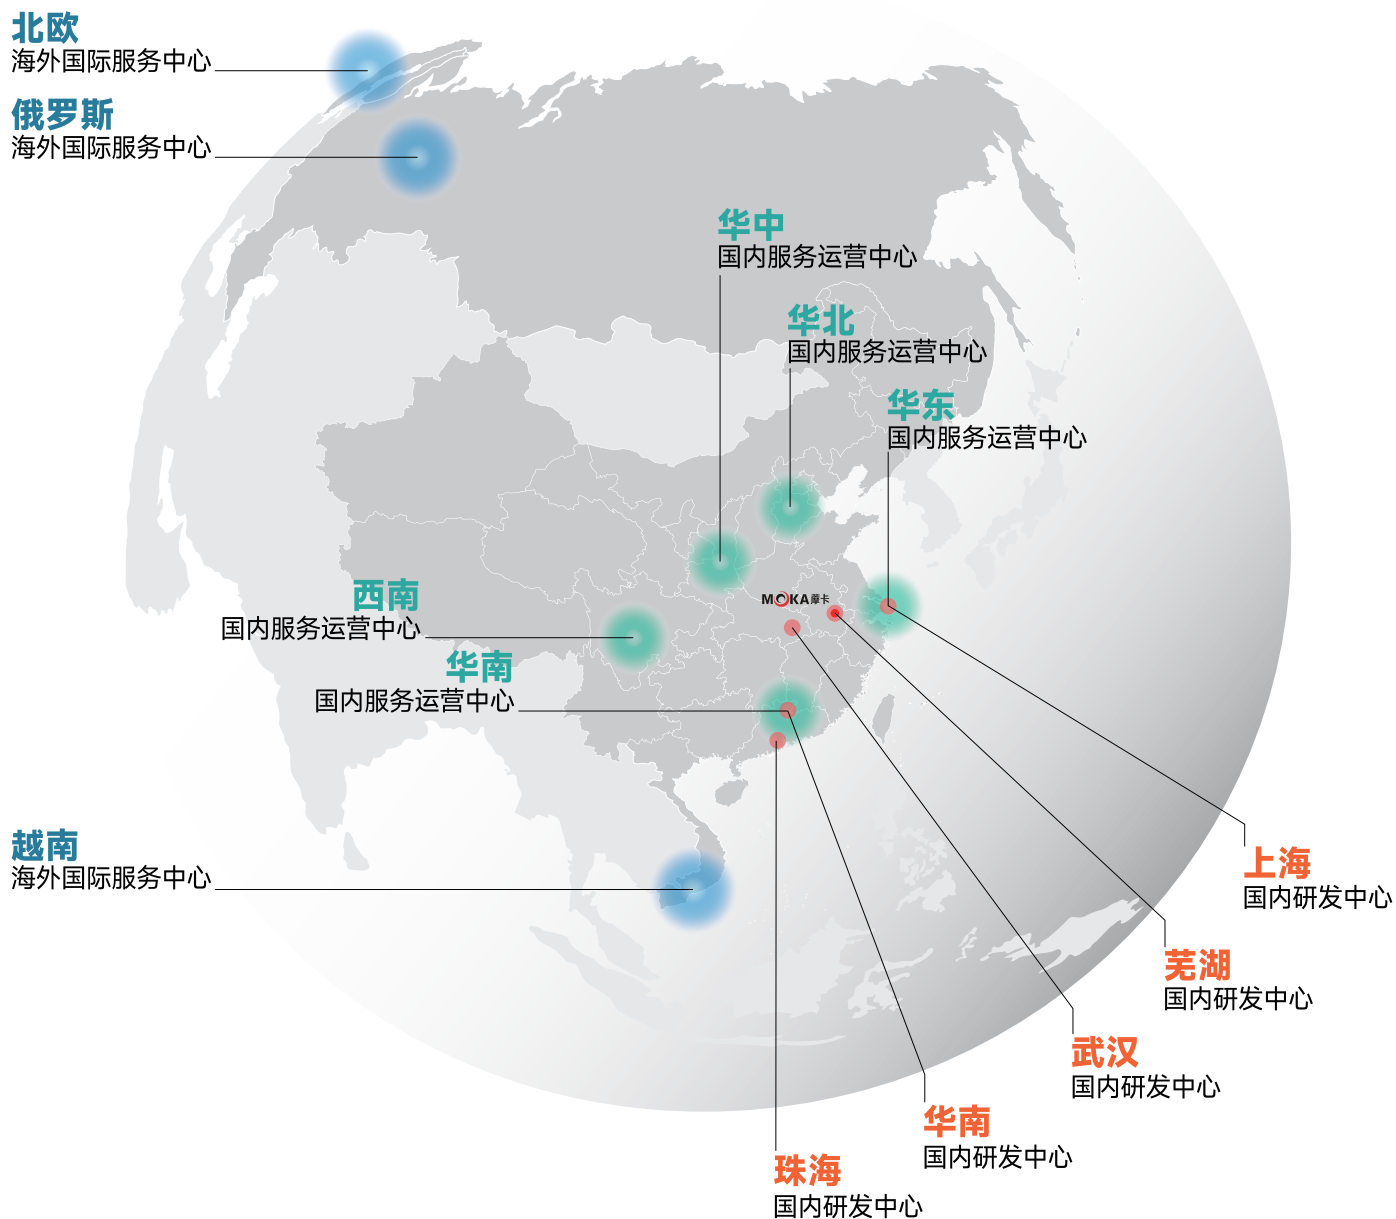 北欧
海外国际服务中心
俄罗斯
海外国际服务中心
华中
国内服务运营中心
华北
国内服务运营中心
华东
国内服务运营中心
西南
国内服务运营中心
MOKA
华南
国内服务运营中心
越南
海外国际服务中心
上海
国内研发中心
芜湖
国内研发中心
武汉
国内研发中心
华南
国内研发中心
珠海
国内研发中心